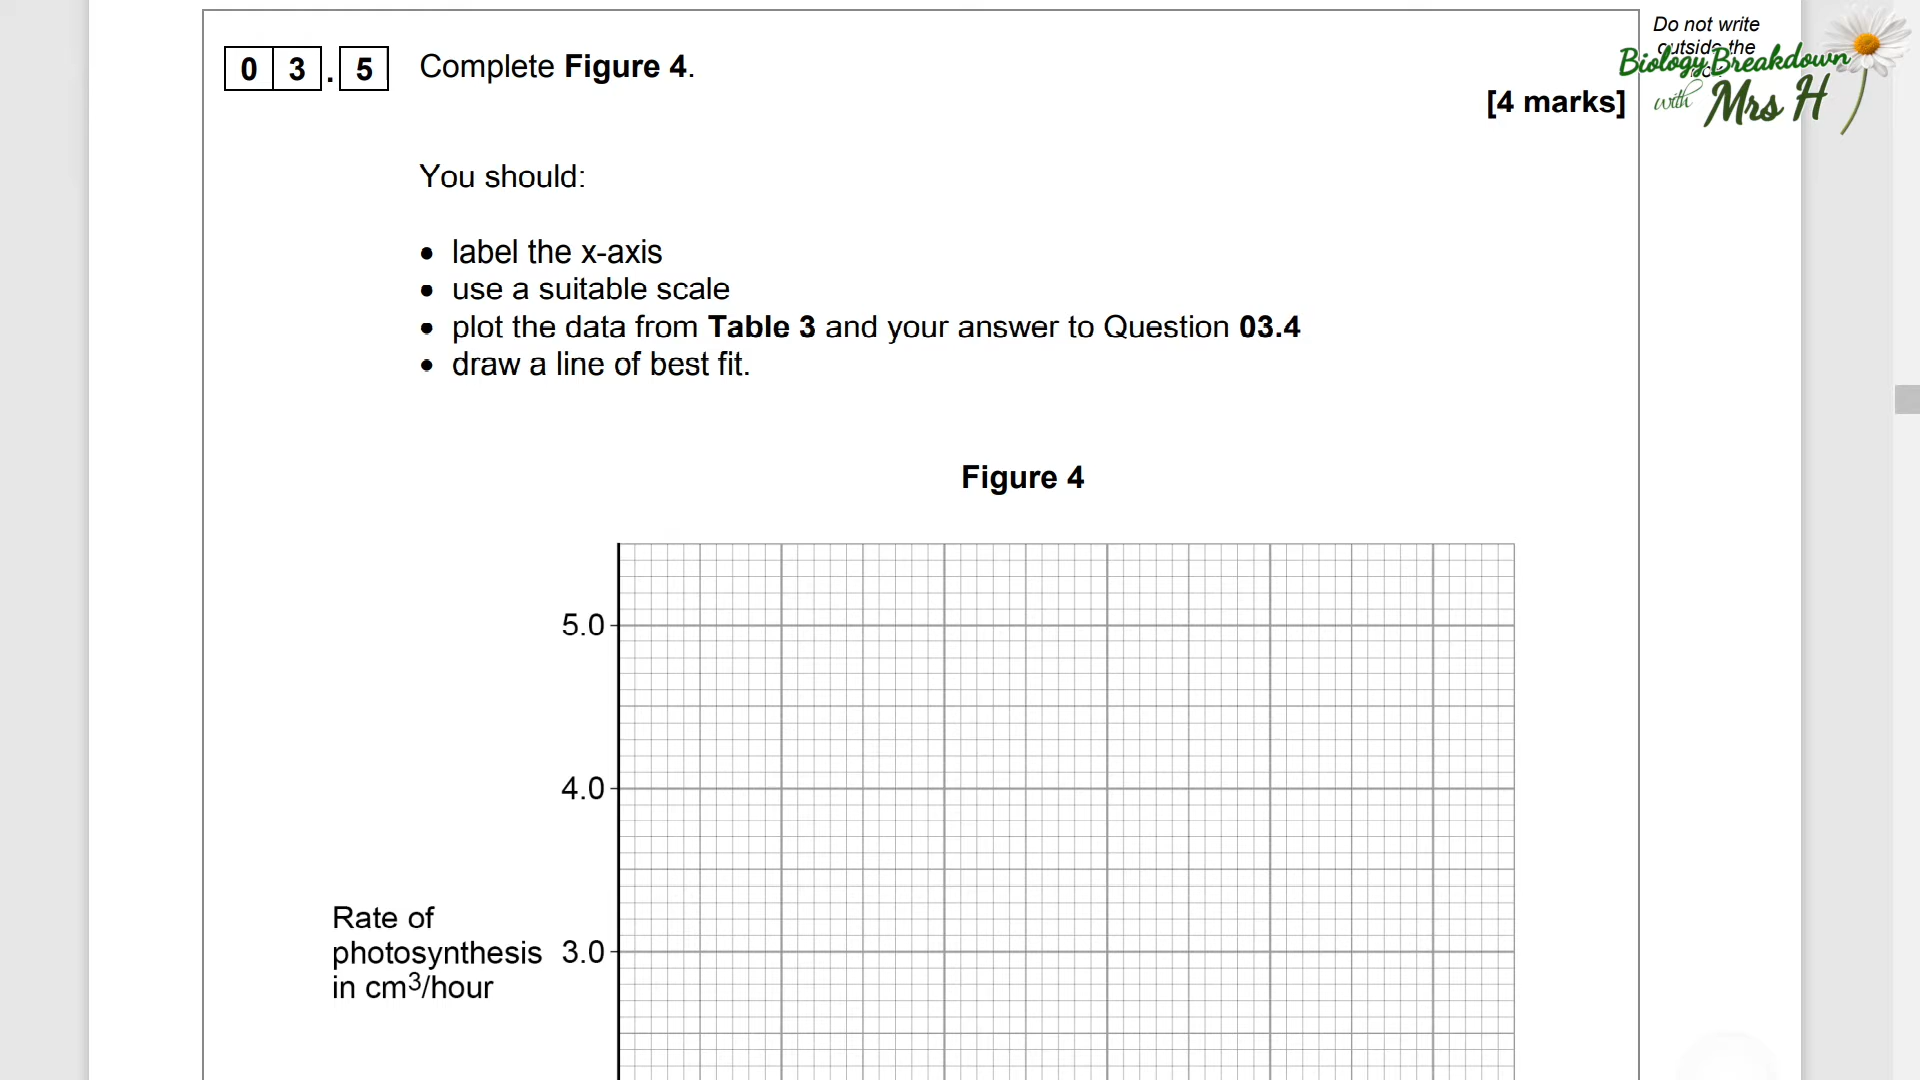 Do not write
outside the
Biology Breakdown
with Mrs H
0 3 . 5 Complete Figure 4.
[4 marks]
You should:
• label the x-axis
• use a suitable scale
• plot the data from Table 3 and your answer to Question 03.4
• draw a line of best fit.
Figure 4
5.0
4.0
Rate of
photosynthesis 3.0
in cm³/hour